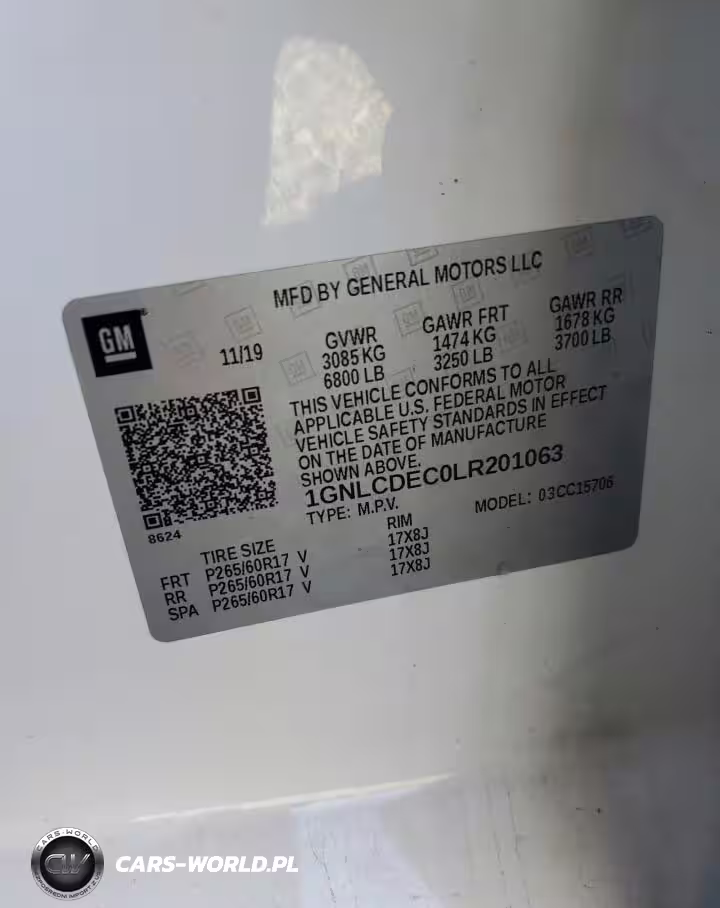 MFD BY GENERAL MOTORS LLC
GM
11/19
GVWR GAWR FRT GAWR RR
3085 KG 1474 KG 1678 KG
6800 LB 3250 LB 3700 LB
THIS VEHICLE CONFORMS TO ALL
APPLICABLE U.S. FEDERAL MOTOR
VEHICLE SAFETY STANDARDS IN EFFECT
ON THE DATE OF MANUFACTURE
SHOWN ABOVE.
1GNLCDEC0LR201063
TYPE: M.P.V. MODEL: 03CC15706
8624
TIRE SIZE RIM
FRT P265/60R17 V 17X8J
RR P265/60R17 V 17X8J
SPA P265/60R17 V 17X8J
CARS-WORLD
CW
CARS-WORLD.PL